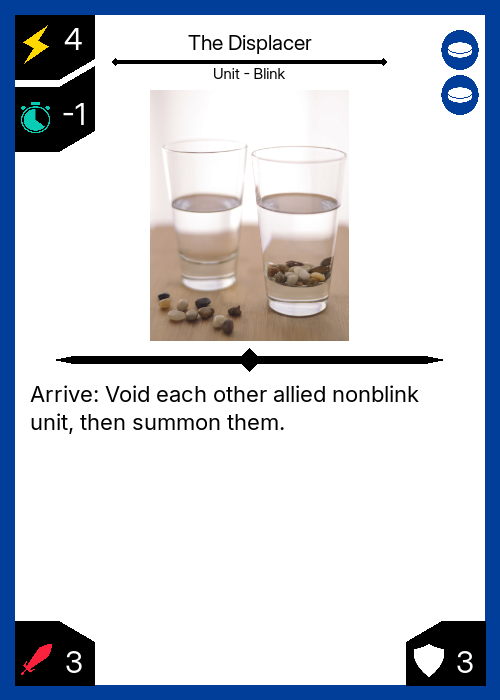 4
The Displacer
Unit - Blink
-1
Arrive: Void each other allied nonblink
unit, then summon them.
3
3